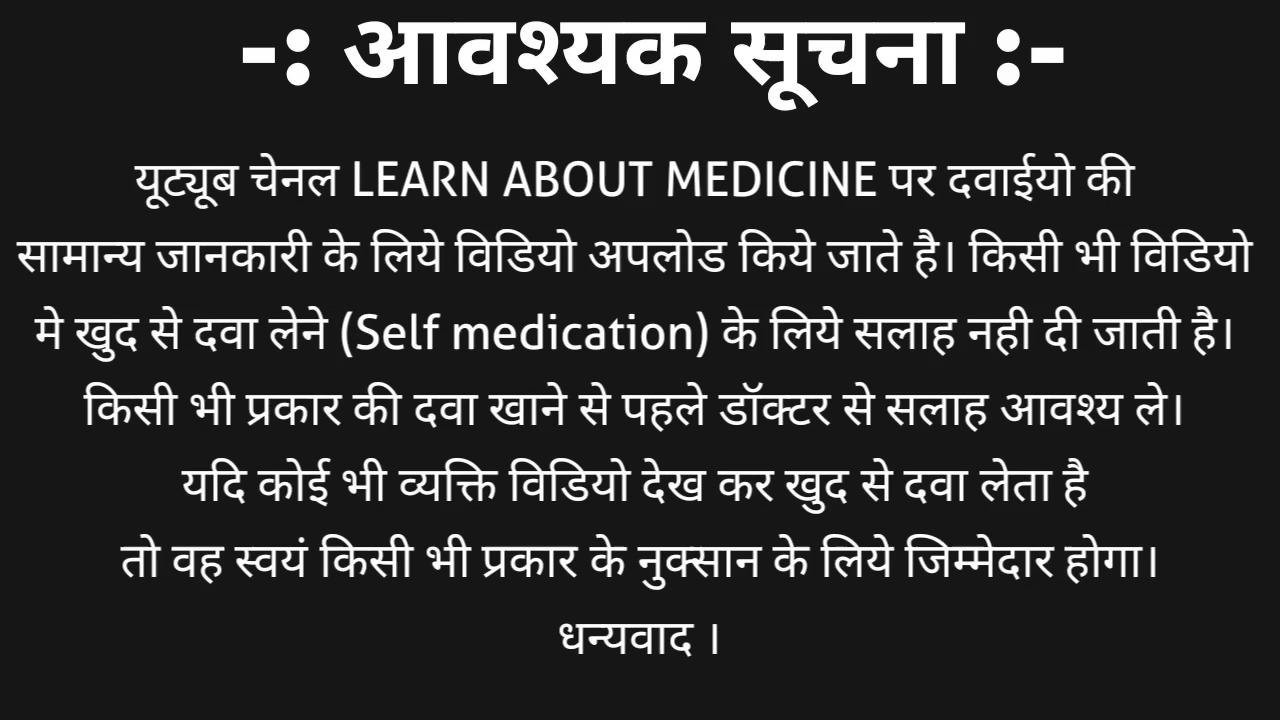 -: आवश्यक सूचना :-
यूट्यूब चेनल LEARN ABOUT MEDICINE पर दवाईयो की
सामान्य जानकारी के लिये विडियो अपलोड किये जाते है। किसी भी विडियो
मे खुद से दवा लेने (Self medication) के लिये सलाह नही दी जाती है।
किसी भी प्रकार की दवा खाने से पहले डॉक्टर से सलाह आवश्य ले।
यदि कोई भी व्यक्ति विडियो देख कर खुद से दवा लेता है
तो वह स्वयं किसी भी प्रकार के नुक्सान के लिये जिम्मेदार होगा।
धन्यवाद ।